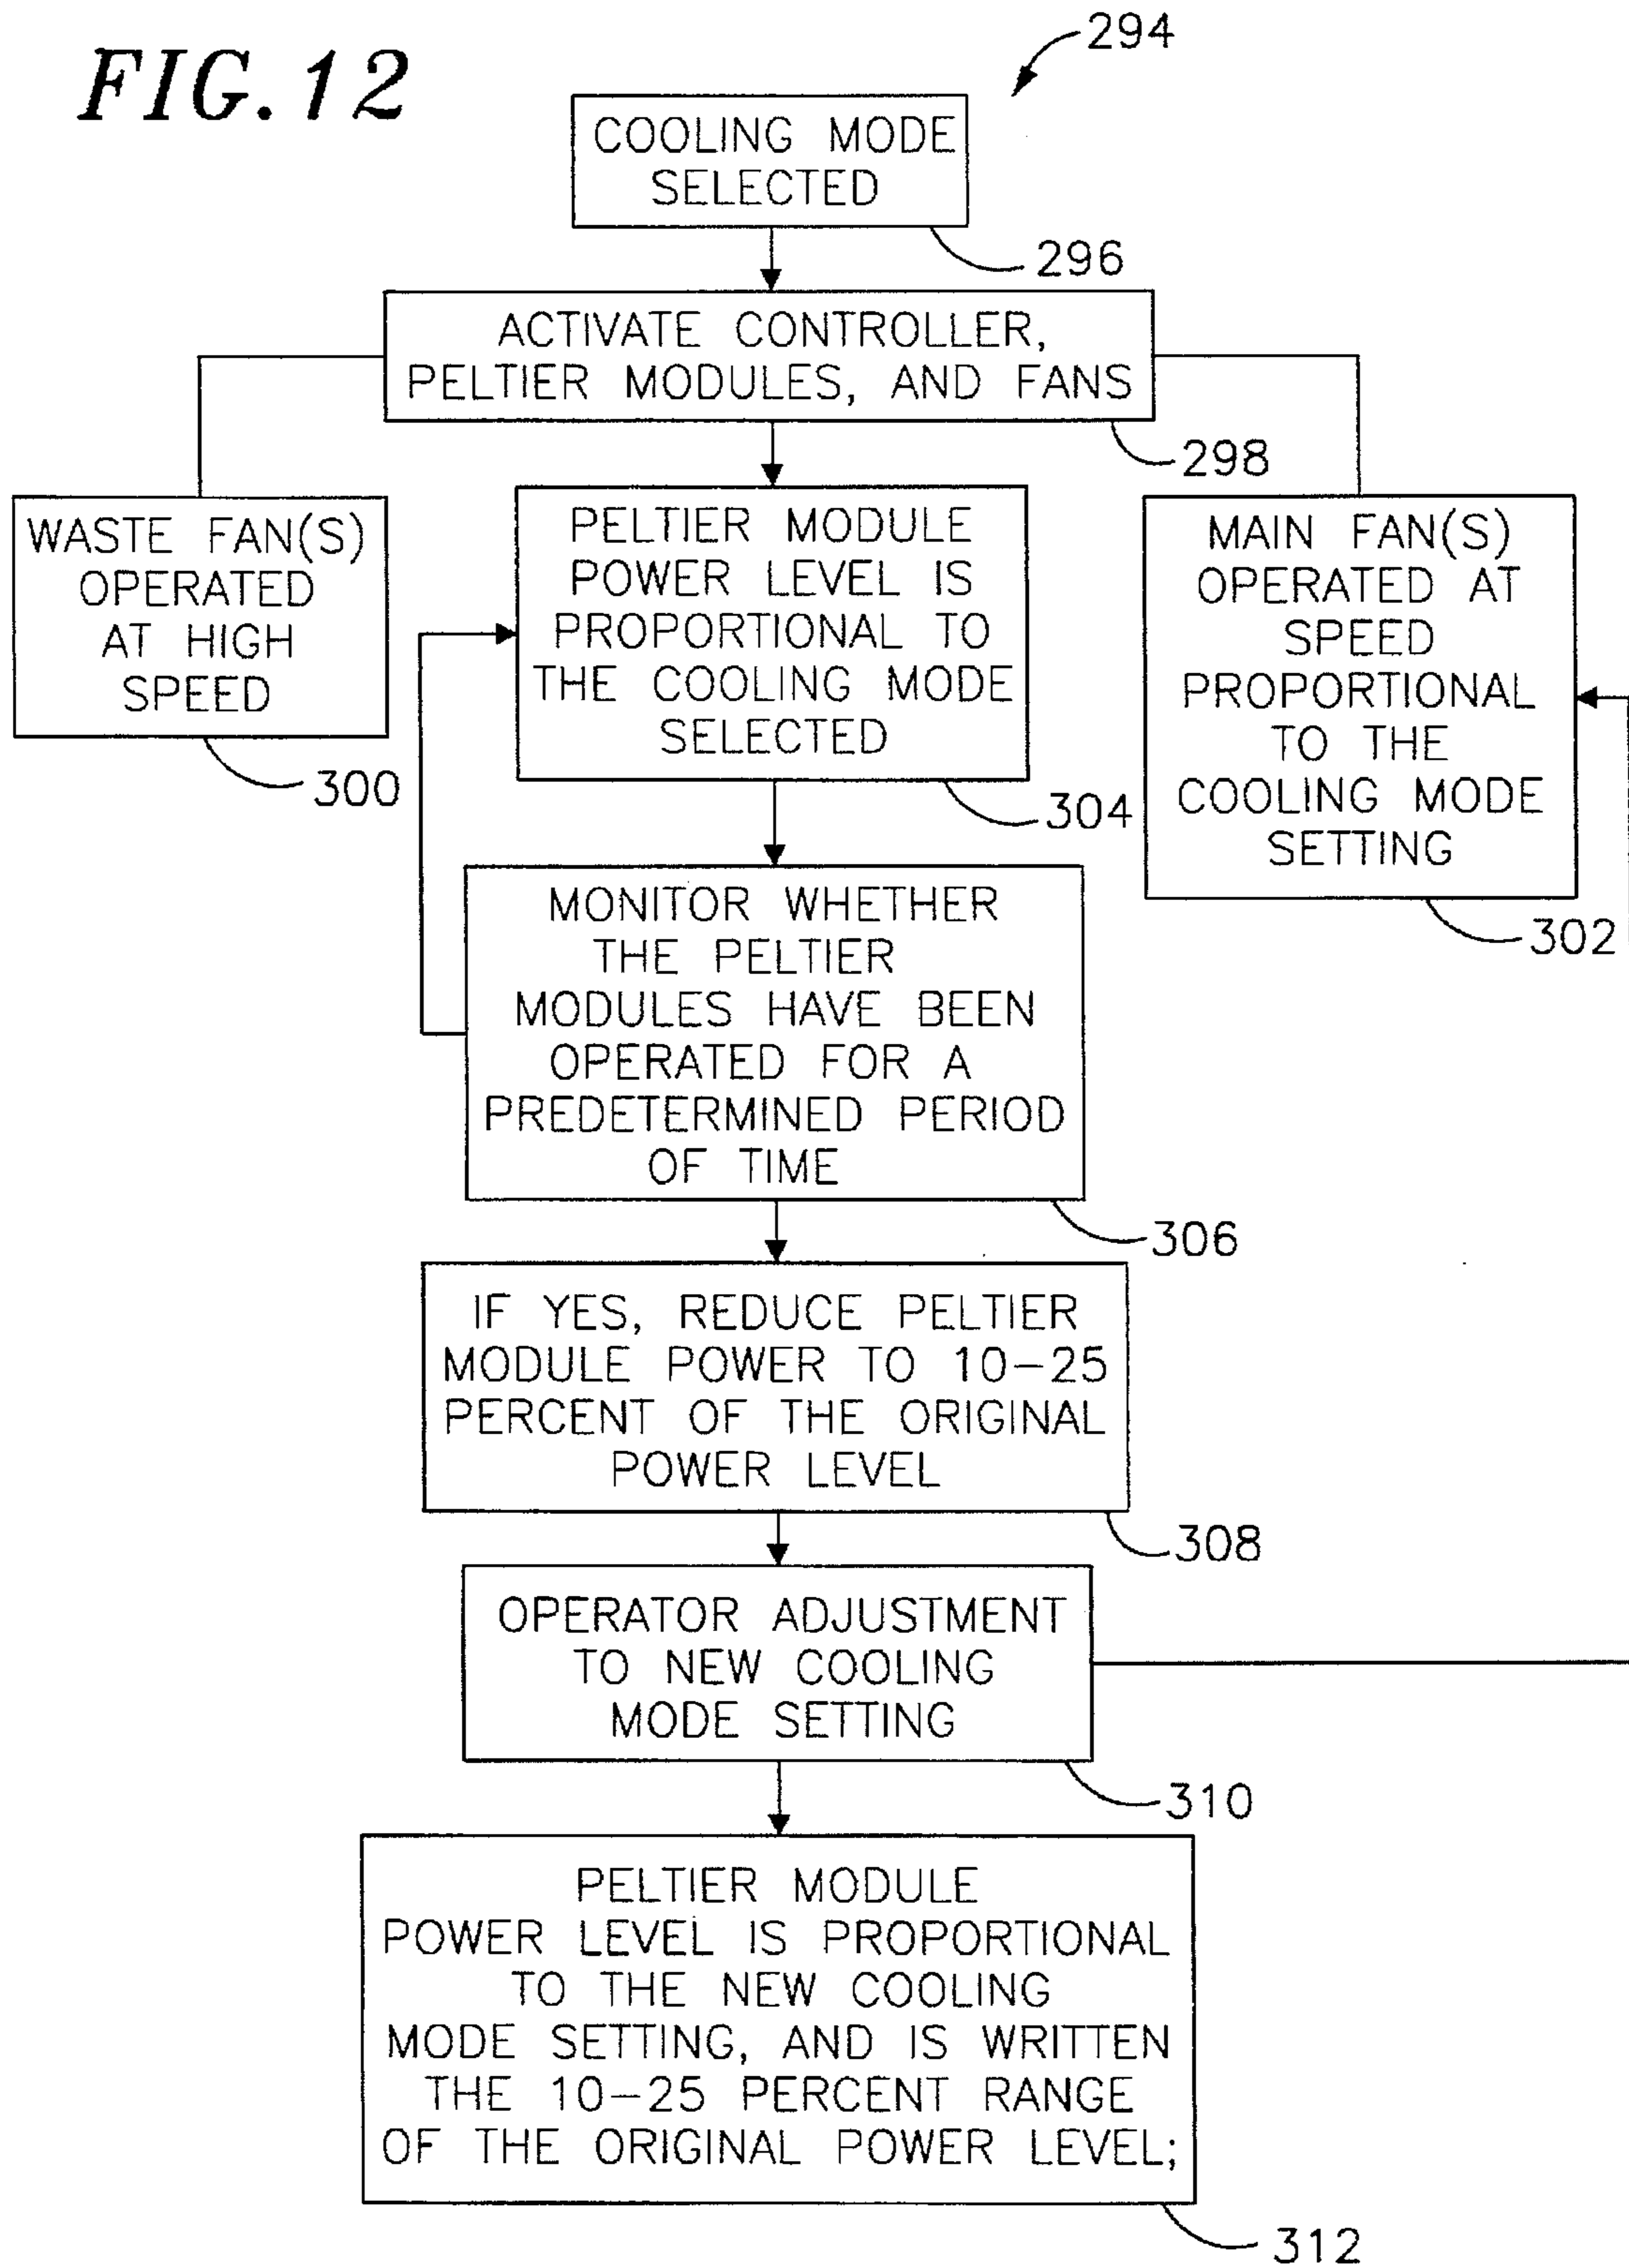 FIG. 12
294
COOLING MODE
SELECTED
296
ACTIVATE CONTROLLER,
PELTIER MODULES, AND FANS
298
WASTE FAN(S)
OPERATED
AT HIGH
SPEED
300
PELTIER MODULE
POWER LEVEL IS
PROPORTIONAL TO
THE COOLING MODE
SELECTED
304
MAIN FAN(S)
OPERATED AT
SPEED
PROPORTIONAL
TO THE
COOLING MODE
SETTING
302
MONITOR WHETHER
THE PELTIER
MODULES HAVE BEEN
OPERATED FOR A
PREDETERMINED PERIOD
OF TIME
306
IF YES, REDUCE PELTIER
MODULE POWER TO 10-25
PERCENT OF THE ORIGINAL
POWER LEVEL
308
OPERATOR ADJUSTMENT
TO NEW COOLING
MODE SETTING
310
PELTIER MODULE
POWER LEVEL IS PROPORTIONAL
TO THE NEW COOLING
MODE SETTING, AND IS WRITTEN
THE 10-25 PERCENT RANGE
OF THE ORIGINAL POWER LEVEL;
312